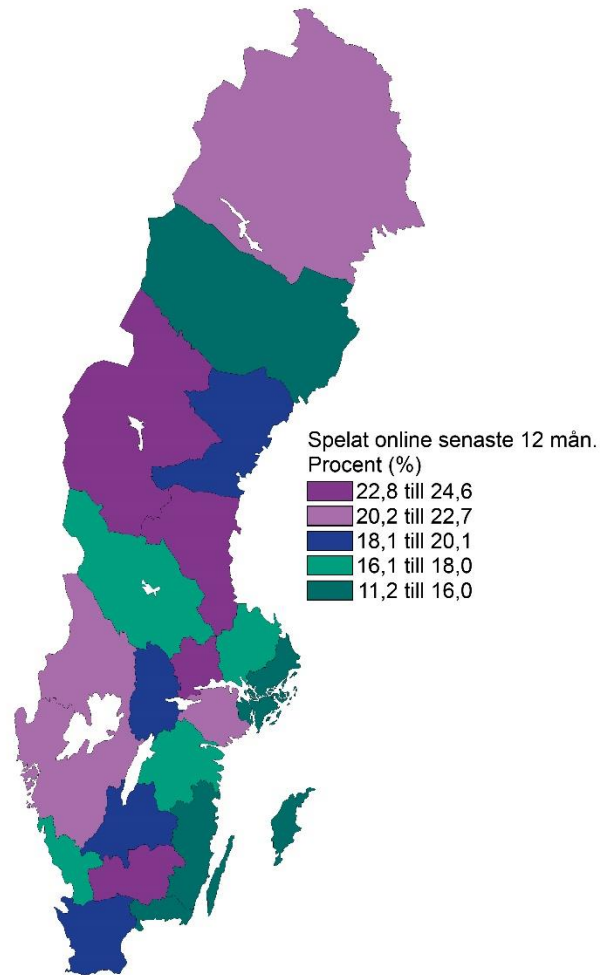 Spelat online senaste 12 mån.
Procent (%)
22,8 till 24,6
20,2 till 22,7
18,1 till 20,1
16,1 till 18,0
11,2 till 16,0